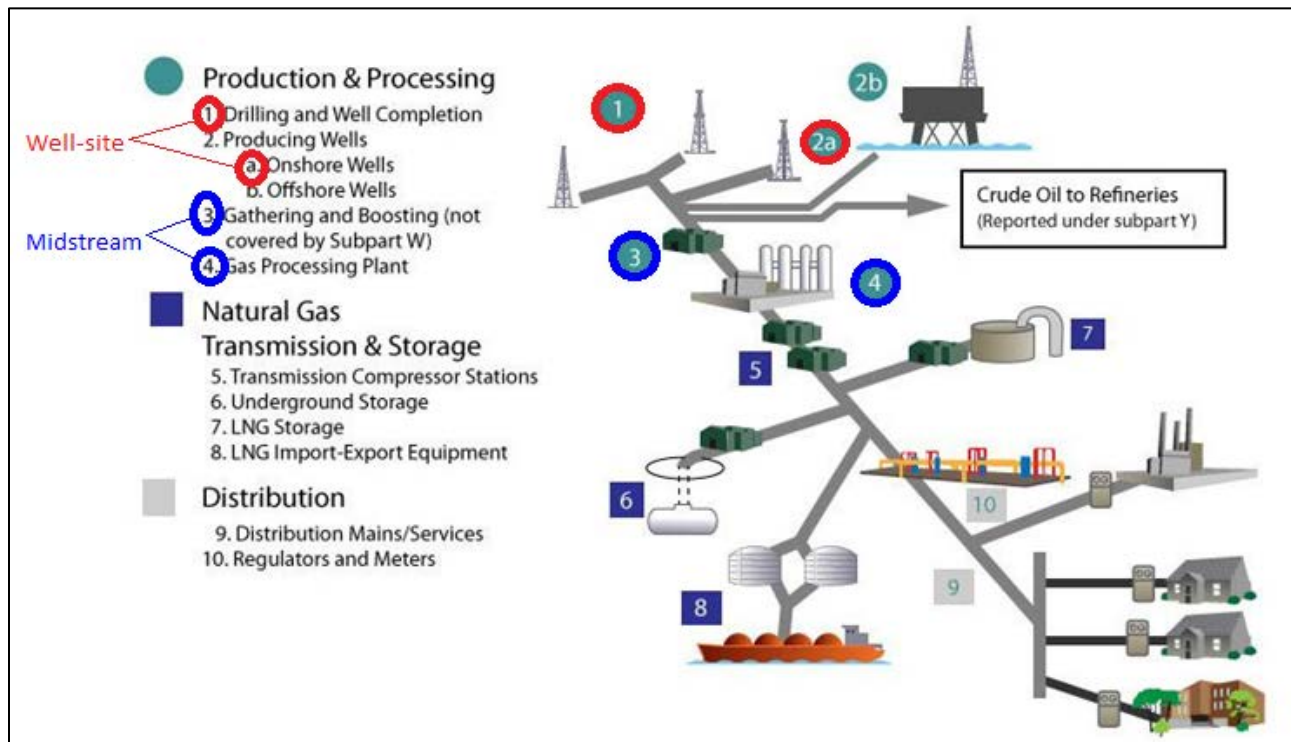 Production & Processing
1. Drilling and Well Completion
Well-site
2. Producing Wells
a. Onshore Wells
b. Offshore Wells
3. Gathering and Boosting (not
covered by Subpart W)
Midstream
4. Gas Processing Plant
Natural Gas
Transmission & Storage
5. Transmission Compressor Stations
6. Underground Storage
7. LNG Storage
8. LNG Import-Export Equipment
Distribution
9. Distribution Mains/Services
10. Regulators and Meters
1
2a
2b
Crude Oil to Refineries
(Reported under subpart Y)
3
4
5
7
6
10
8
9